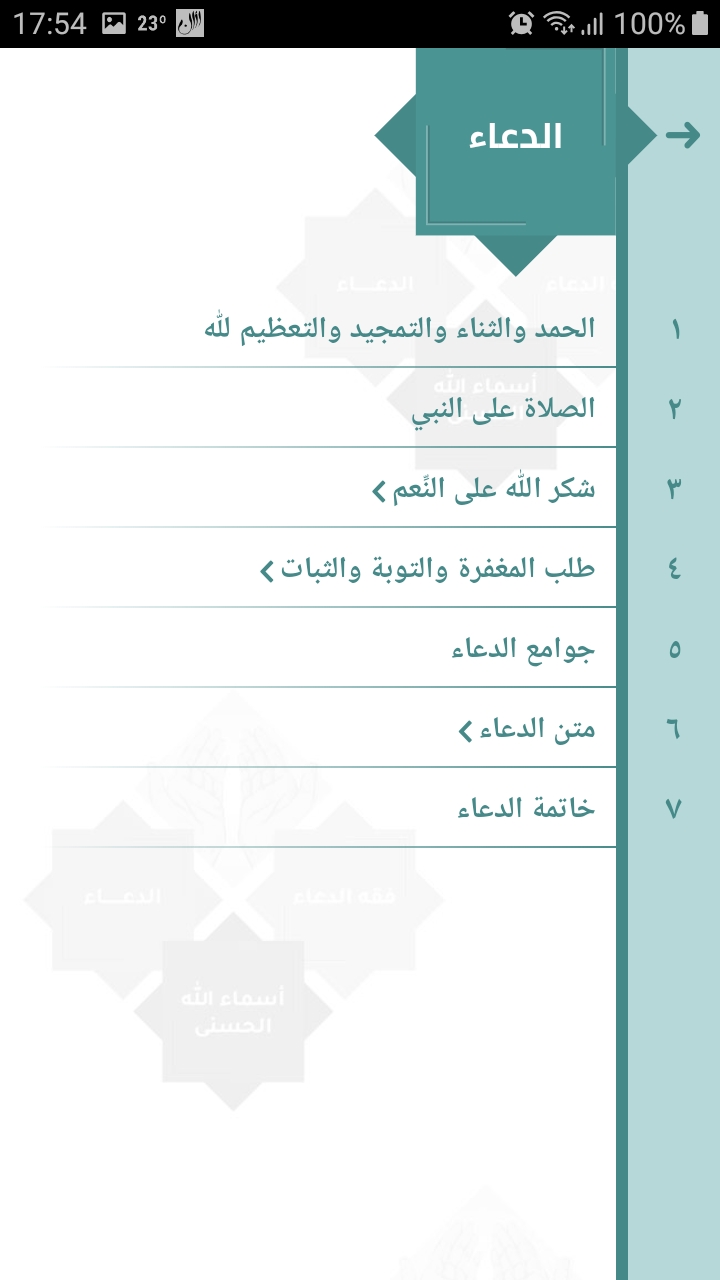 17:54 23° 100%
الدعاء
١ الحمد والثناء والتمجيد والتعظيم لله
٢ الصلاة على النبي
٣ شكر الله على النِّعم
٤ طلب المغفرة والتوبة والثبات
٥ جوامع الدعاء
٦ متن الدعاء
٧ خاتمة الدعاء
فقه الدعاء
الدعـــاء
أسماء الله
الحسنى